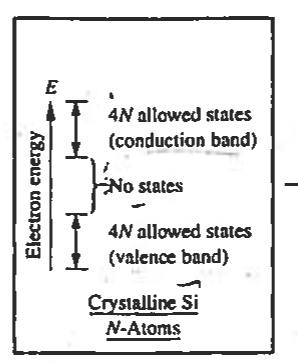 E
4N allowed states
(conduction band)
No states
4N allowed states
(valence band)
Electron energy
Crystalline Si
N-Atoms